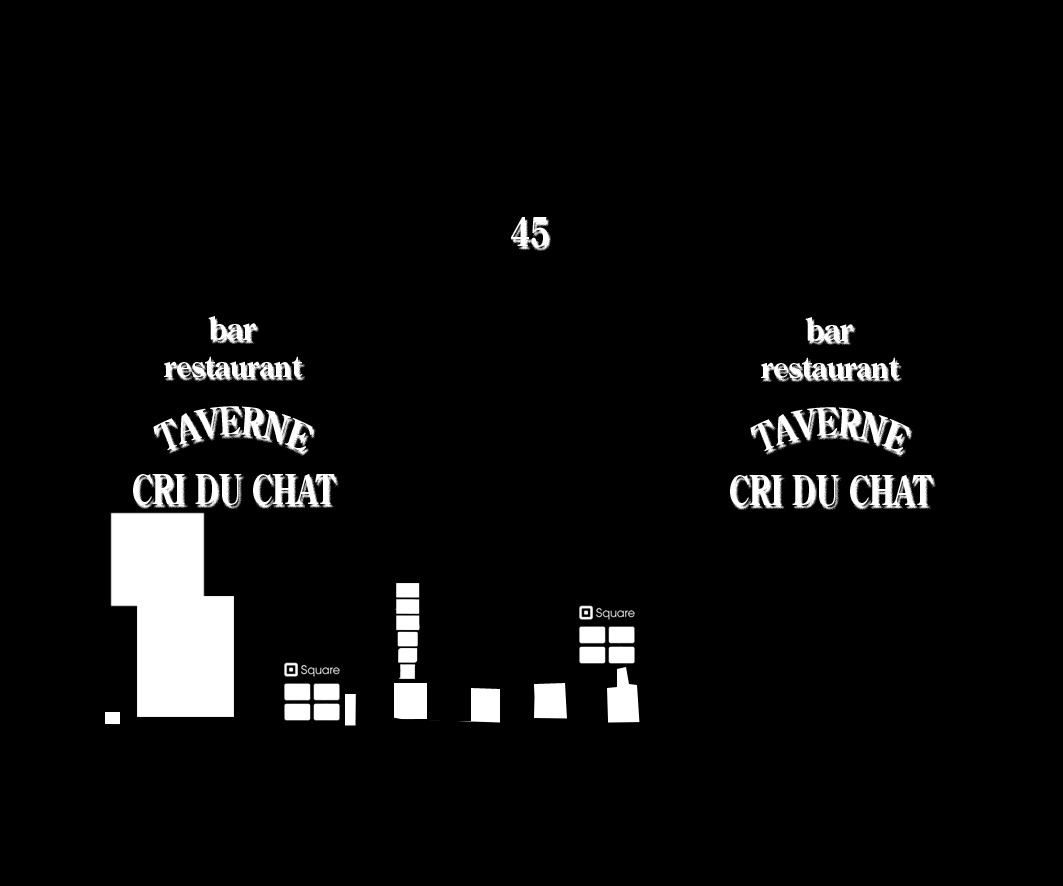 45
bar
restaurant
TAVERNE
CRI DU CHAT
bar
restaurant
TAVERNE
CRI DU CHAT
Square
Square